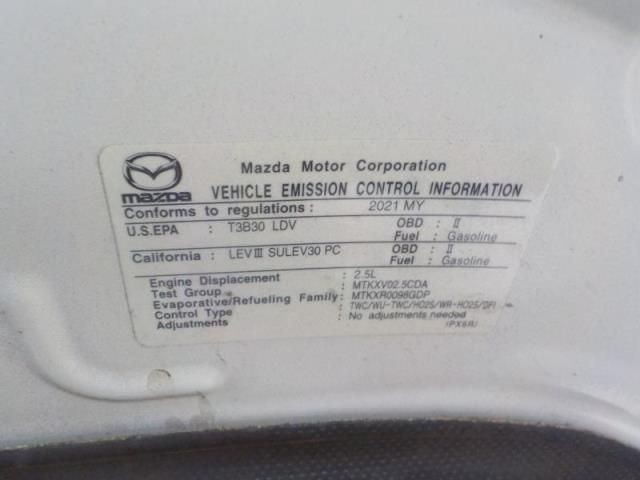 Mazda Motor Corporation
mazda VEHICLE EMISSION CONTROL INFORMATION
Conforms to regulations : 2021 MY
U.S.EPA : T3B30 LDV OBD : II
Fuel : Gasoline
California : LEV III SULEV30 PC OBD : II
Fuel : Gasoline
Engine Displacement : 2.5L
Test Group : MTKXV02.5CDA
Evaporative/Refueling Family: MTKXR0098GDP
Control Type : TWC/WU-TWC/HO2S/WR-HO2S/DFI
Adjustments : No adjustments needed